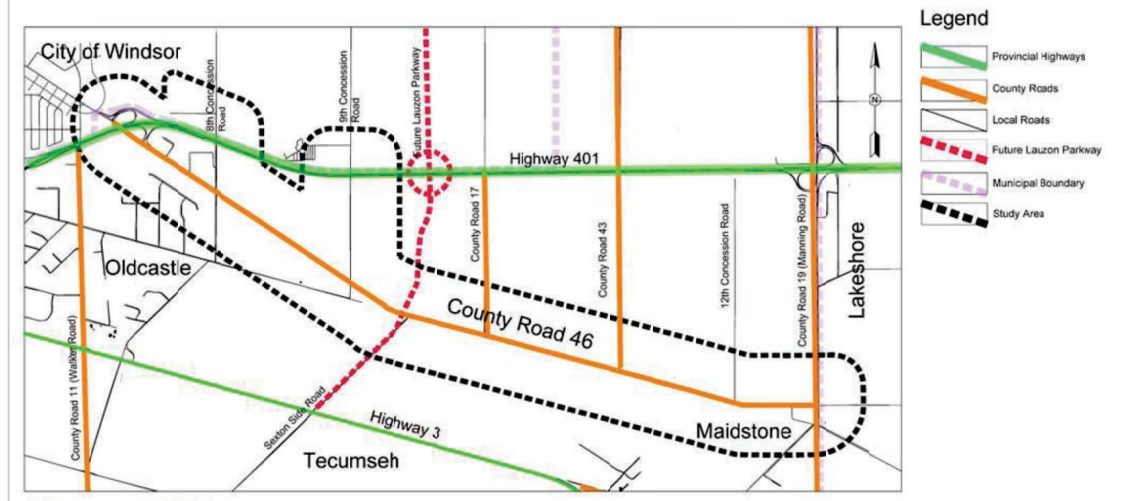 Legend
City of Windsor
Provincial Highways
County Roads
Local Roads
Future Lauzon Parkway
Municipal Boundary
Study Area
8th Concession
Road
9th Concession
Road
Future Lauzon Parkway
N
Highway 401
County Road 17
County Road 43
12th Concession Road
County Road 19 (Manning Road)
Lakeshore
Oldcastle
County Road 46
County Road 11 (Walker Road)
Sexton Side Road
Highway 3
Maidstone
Tecumseh